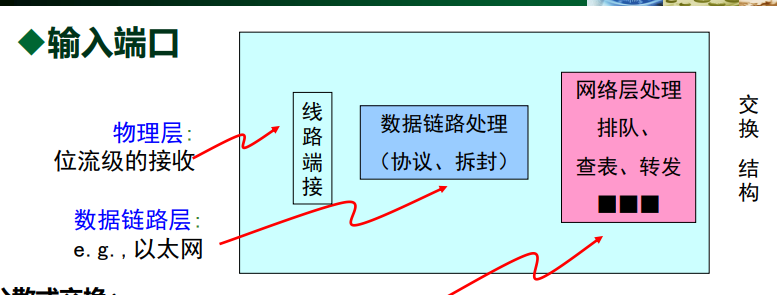 ◆输入端口
物理层:
位流级的接收
数据链路层:
e.g.,以太网
线路端接
数据链路处理
(协议、拆封)
网络层处理
排队、
查表、转发
■■■
交换 结构